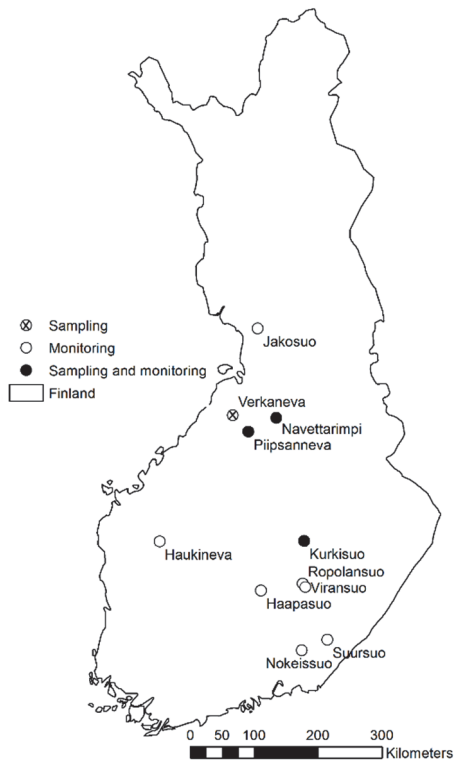 Sampling
Monitoring
Sampling and monitoring
Finland
Jakosuo
Verkaneva
Navettarimpi
Piipsanneva
Haukineva
Kurkisuo
Ropolansuo
Viransuo
Haapasuo
Suursuo
Nokeissuo
0 50 100 200 300
Kilometers